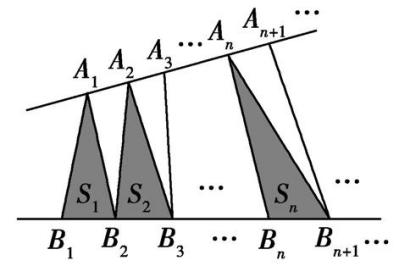 A₁ A₂ A₃ ⋯ Aₙ Aₙ₊₁ ⋯
S₁ S₂ ⋯ Sₙ ⋯
B₁ B₂ B₃ ⋯ Bₙ Bₙ₊₁ ⋯